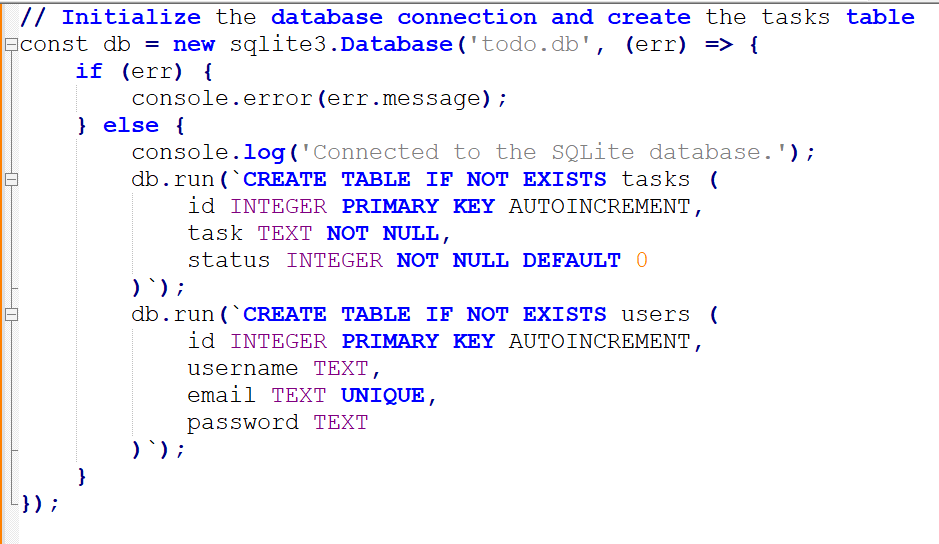 // Initialize the database connection and create the tasks table
const db = new sqlite3.Database('todo.db', (err) => {
    if (err) {
        console.error(err.message);
    } else {
        console.log('Connected to the SQLite database.');
        db.run(`CREATE TABLE IF NOT EXISTS tasks (
            id INTEGER PRIMARY KEY AUTOINCREMENT,
            task TEXT NOT NULL,
            status INTEGER NOT NULL DEFAULT 0
        )`);
        db.run(`CREATE TABLE IF NOT EXISTS users (
            id INTEGER PRIMARY KEY AUTOINCREMENT,
            username TEXT,
            email TEXT UNIQUE,
            password TEXT
        )`);
    }
});